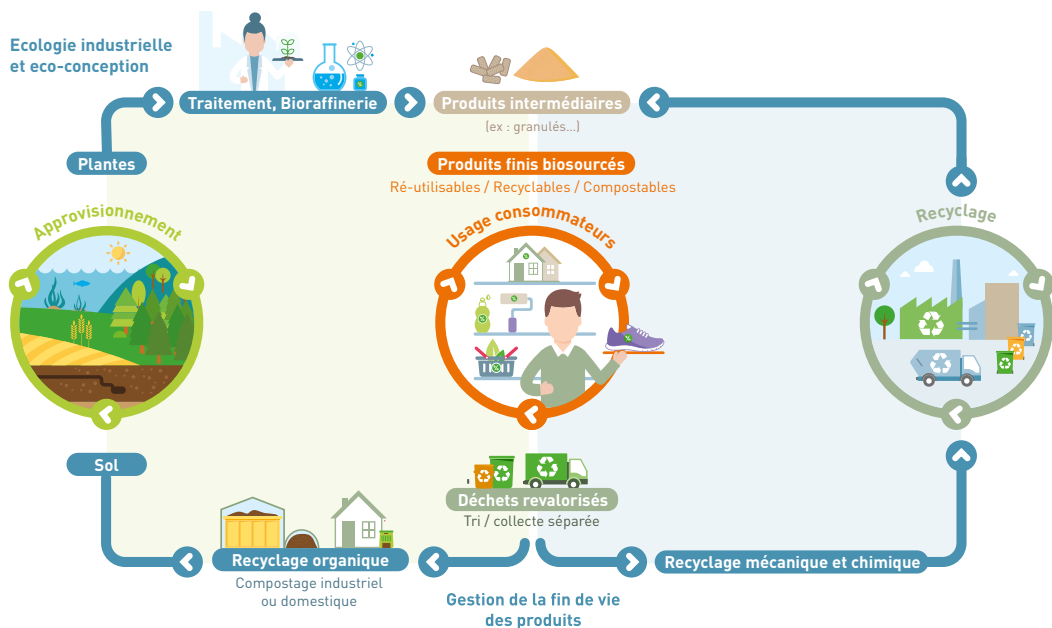 Ecologie industrielle
et eco-conception
Traitement, Bioraffinerie
Produits intermédiaires
(ex : granulés...)
Plantes
Produits finis biosourcés
Ré-utilisables / Recyclables / Compostables
Approvisionnement
Usage consommateurs
Recyclage
Sol
Déchets revalorisés
Tri / collecte séparée
Recyclage organique
Compostage industriel
ou domestique
Recyclage mécanique et chimique
Gestion de la fin de vie
des produits